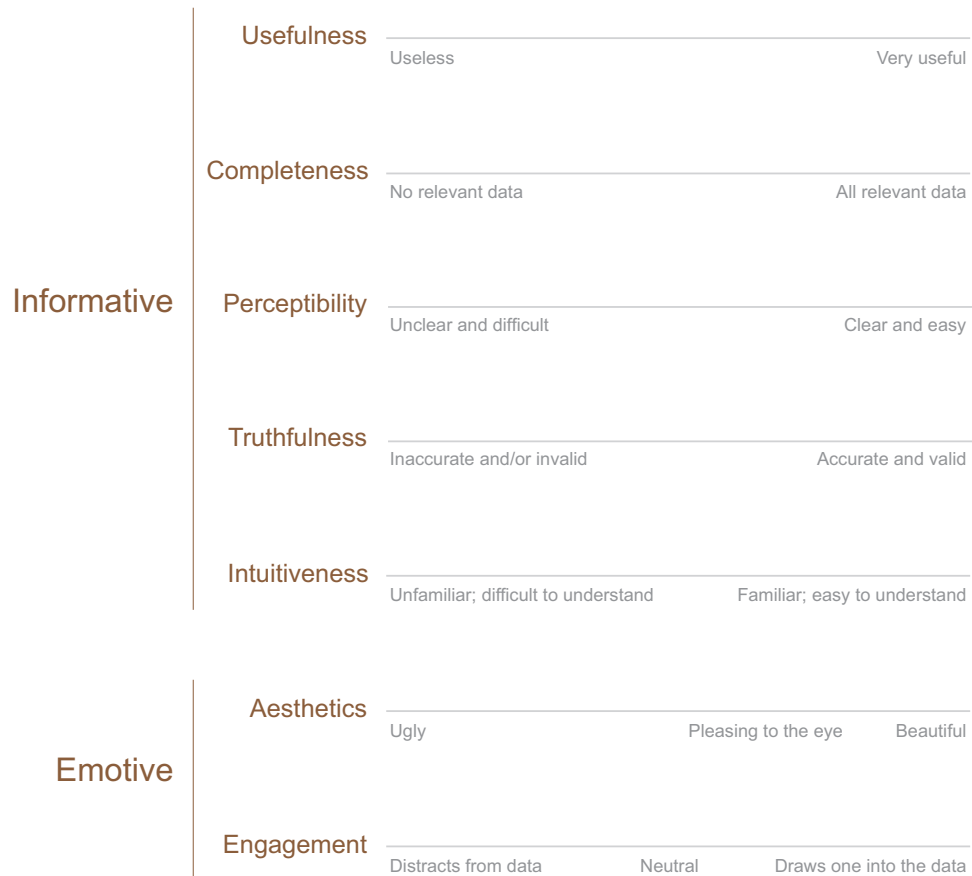 Usefulness
Useless Very useful
Completeness
No relevant data All relevant data
Informative
Perceptibility
Unclear and difficult Clear and easy
Truthfulness
Inaccurate and/or invalid Accurate and valid
Intuitiveness
Unfamiliar; difficult to understand Familiar; easy to understand
Aesthetics
Ugly Pleasing to the eye Beautiful
Emotive
Engagement
Distracts from data Neutral Draws one into the data